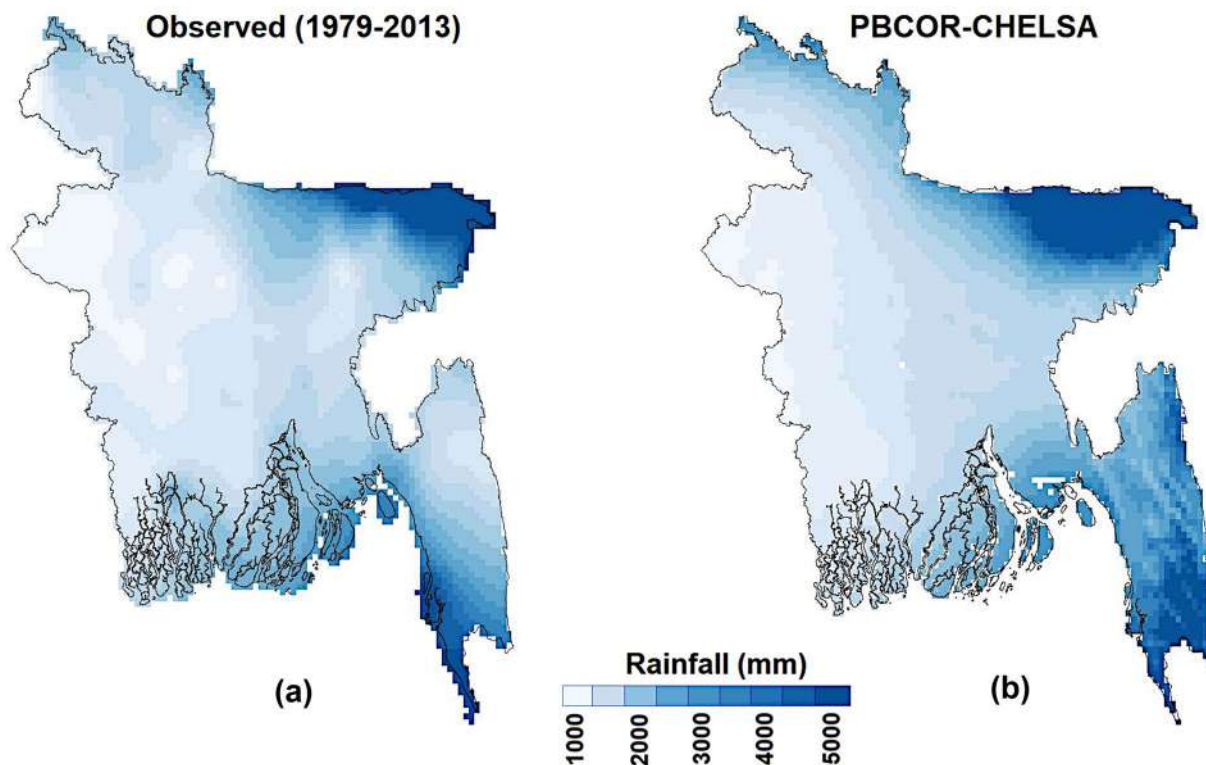 Observed (1979-2013)
PBCOR-CHELSA
(a)
Rainfall (mm)
(b)
1000
2000
3000
4000
5000